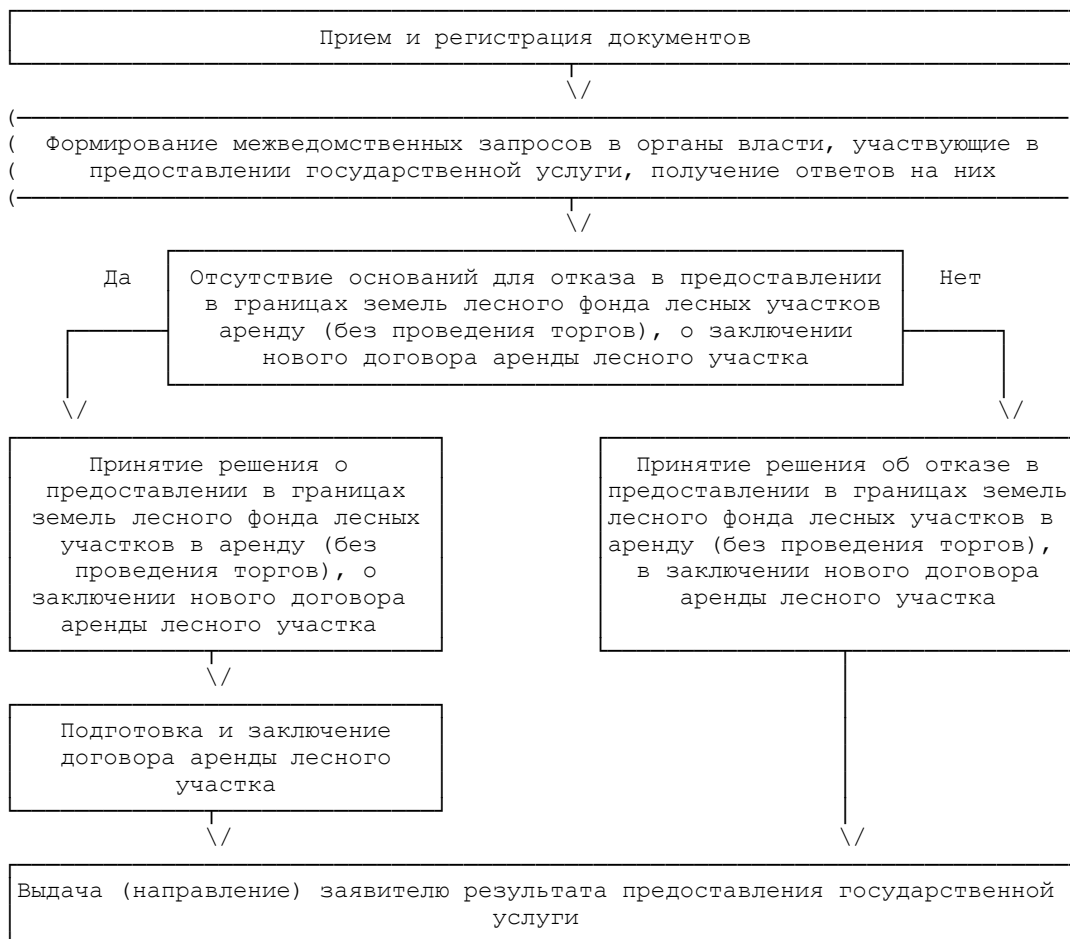 Прием и регистрация документов
Формирование межведомственных запросов в органы власти, участвующие в
предоставлении государственной услуги, получение ответов на них
Да
Отсутствие оснований для отказа в предоставлении
в границах земель лесного фонда лесных участков
аренду (без проведения торгов), о заключении
нового договора аренды лесного участка
Нет
Принятие решения о
предоставлении в границах
земель лесного фонда лесных
участков в аренду (без
проведения торгов), о
заключении нового договора
аренды лесного участка
Принятие решения об отказе в
предоставлении в границах земель
лесного фонда лесных участков в
аренду (без проведения торгов),
в заключении нового договора
аренды лесного участка
Подготовка и заключение
договора аренды лесного
участка
Выдача (направление) заявителю результата предоставления государственной
услуги